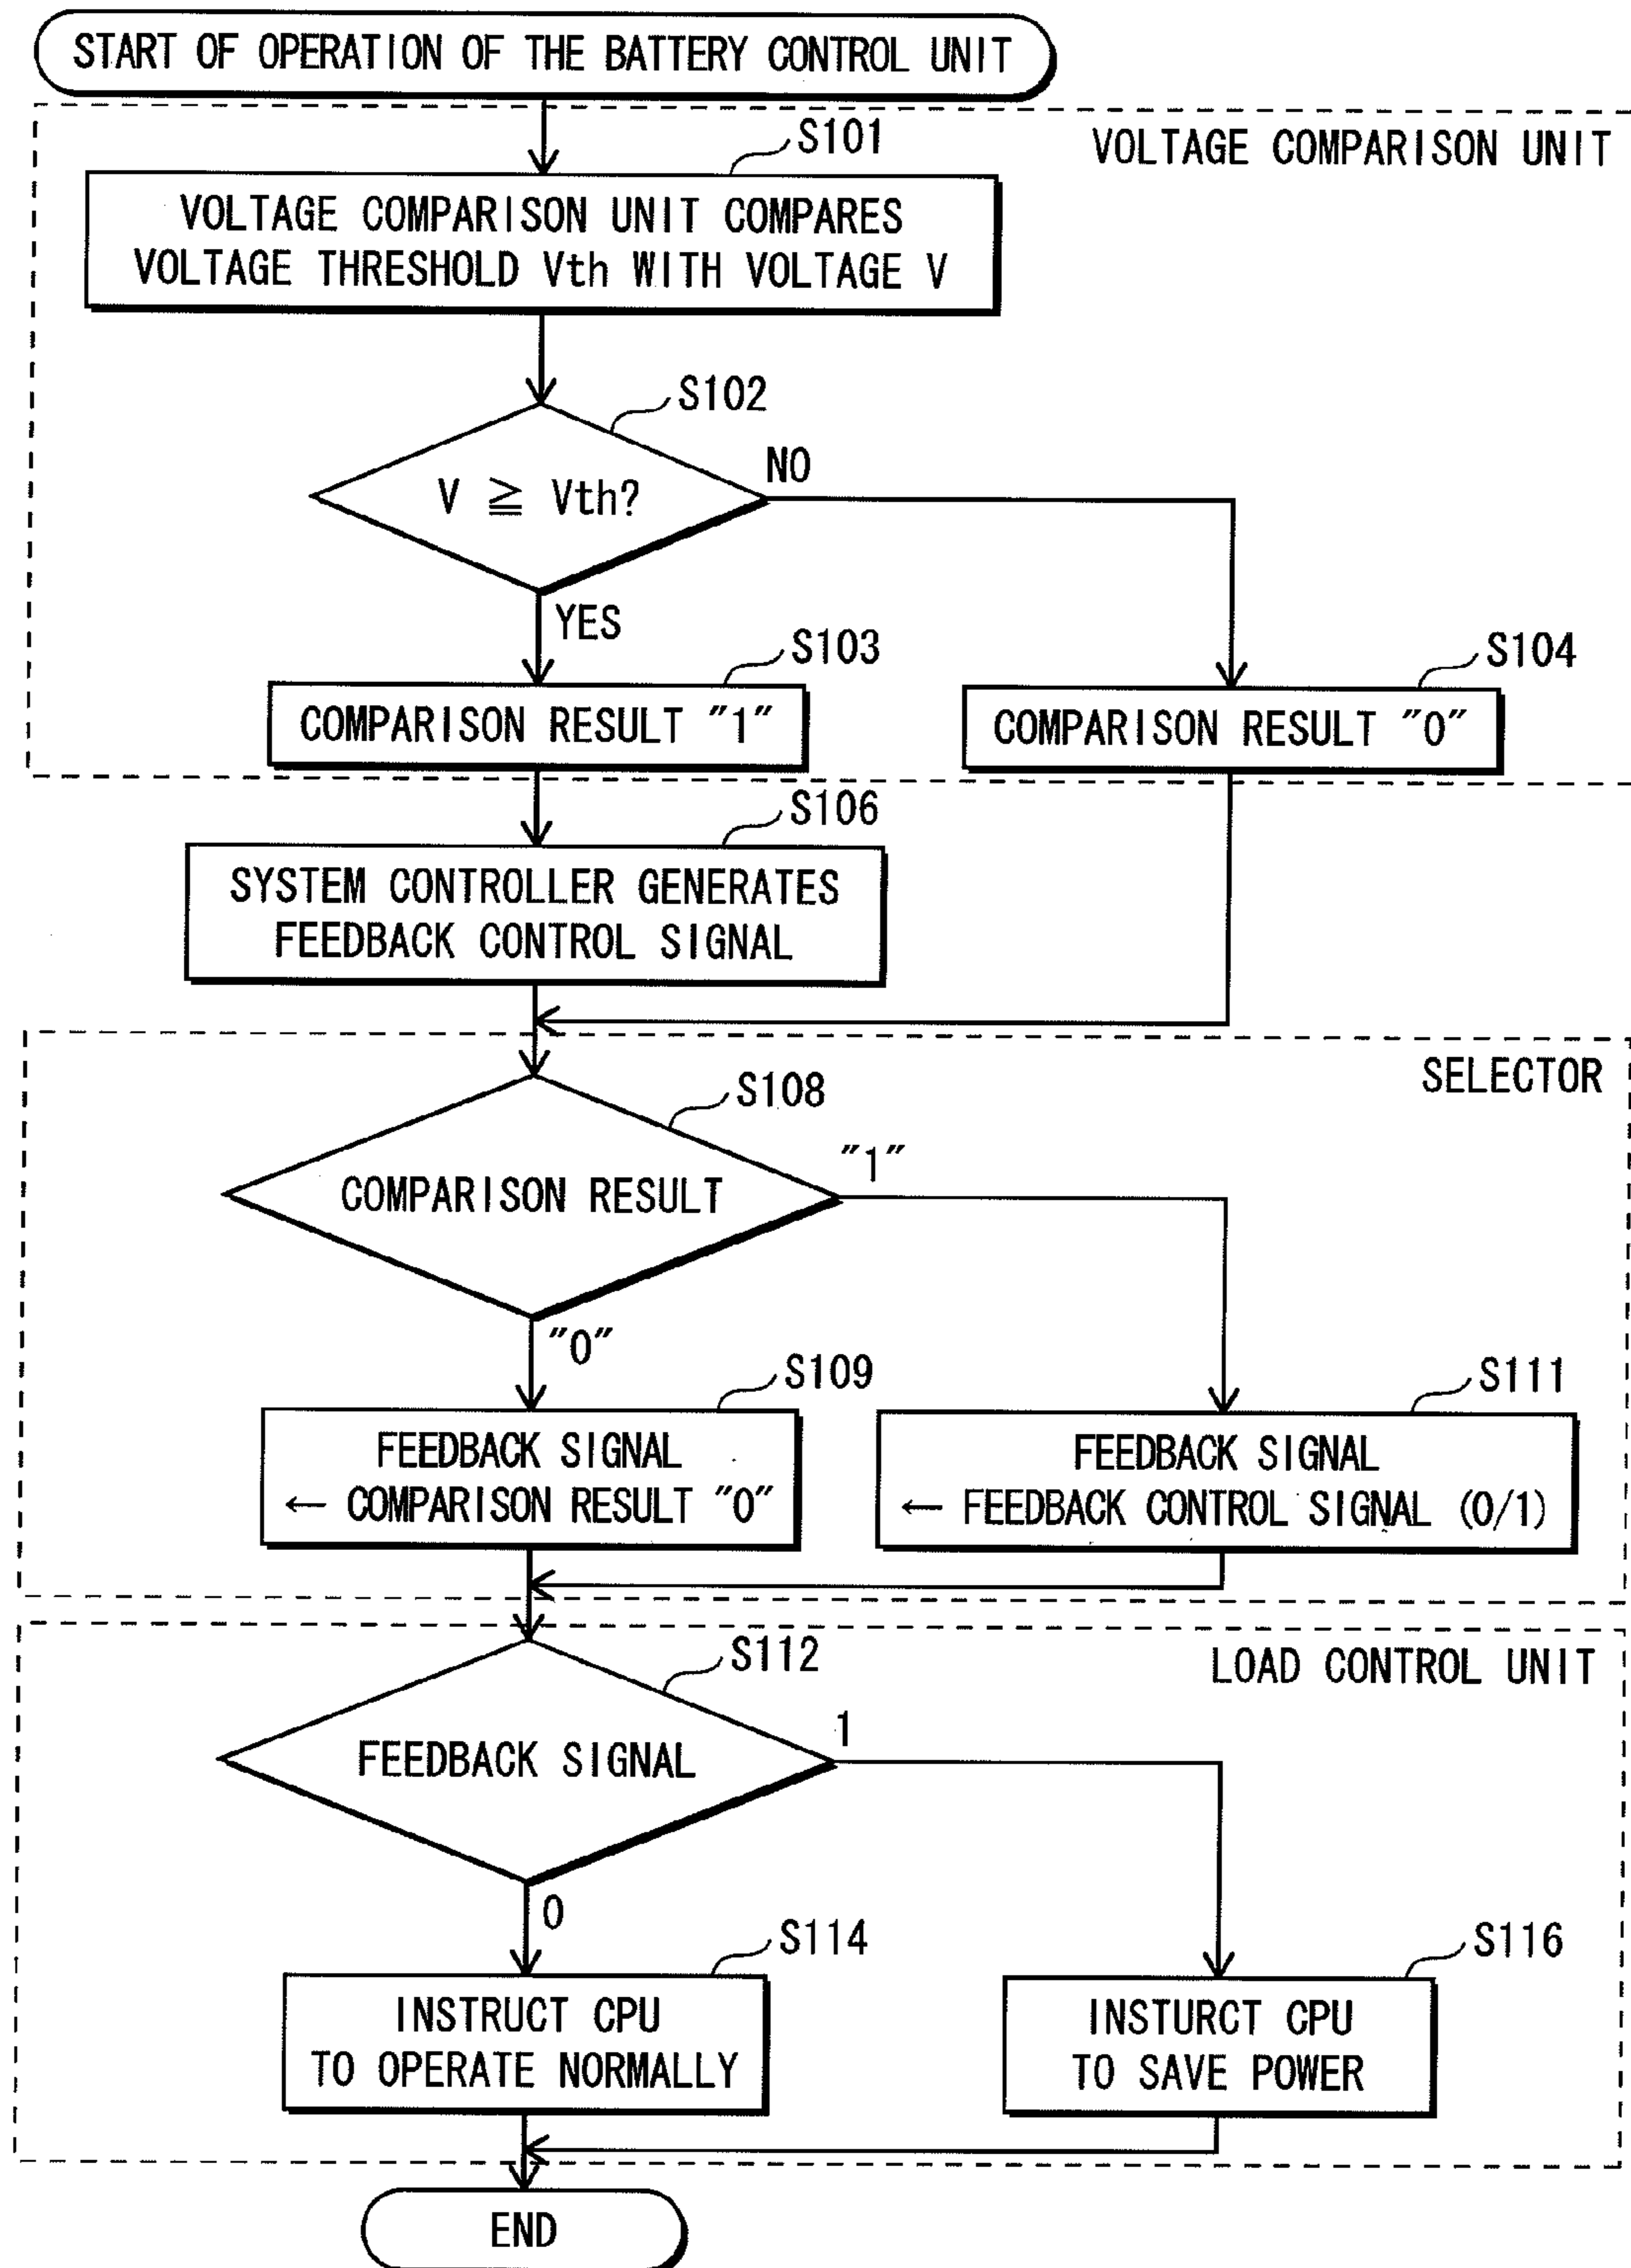 START OF OPERATION OF THE BATTERY CONTROL UNIT
VOLTAGE COMPARISON UNIT
S101
VOLTAGE COMPARISON UNIT COMPARES
VOLTAGE THRESHOLD Vth WITH VOLTAGE V
S102
V ≧ Vth?
NO
YES
S103
COMPARISON RESULT "1"
S104
COMPARISON RESULT "0"
S106
SYSTEM CONTROLLER GENERATES
FEEDBACK CONTROL SIGNAL
SELECTOR
S108
COMPARISON RESULT
"1"
"0"
S109
FEEDBACK SIGNAL
← COMPARISON RESULT "0"
S111
FEEDBACK SIGNAL
← FEEDBACK CONTROL SIGNAL (0/1)
LOAD CONTROL UNIT
S112
FEEDBACK SIGNAL
1
0
S114
INSTRUCT CPU
TO OPERATE NORMALLY
S116
INSTURCT CPU
TO SAVE POWER
END